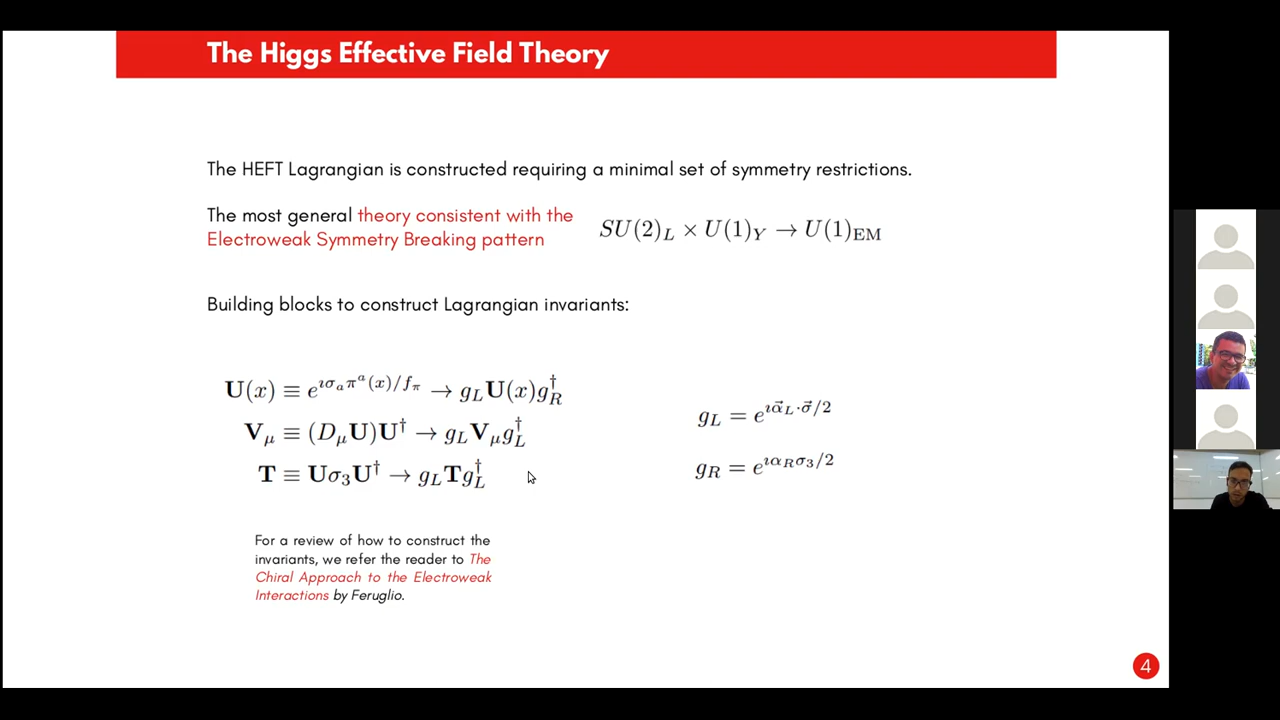 The Higgs Effective Field Theory
The HEFT Lagrangian is constructed requiring a minimal set of symmetry restrictions.
The most general theory consistent with the
Electroweak Symmetry Breaking pattern
SU(2)_L × U(1)_Y → U(1)_EM
Building blocks to construct Lagrangian invariants:
U(x) ≡ e^{ıσ_a π^a(x)/f_π} → g_L U(x) g_R^†
V_μ ≡ (D_μ U)U^† → g_L V_μ g_L^†
T ≡ Uσ_3U^† → g_L T g_L^†
g_L = e^{ıα⃗_L·σ⃗/2}
g_R = e^{ıα_R σ_3/2}
For a review of how to construct the
invariants, we refer the reader to The
Chiral Approach to the Electroweak
Interactions by Feruglio.
4